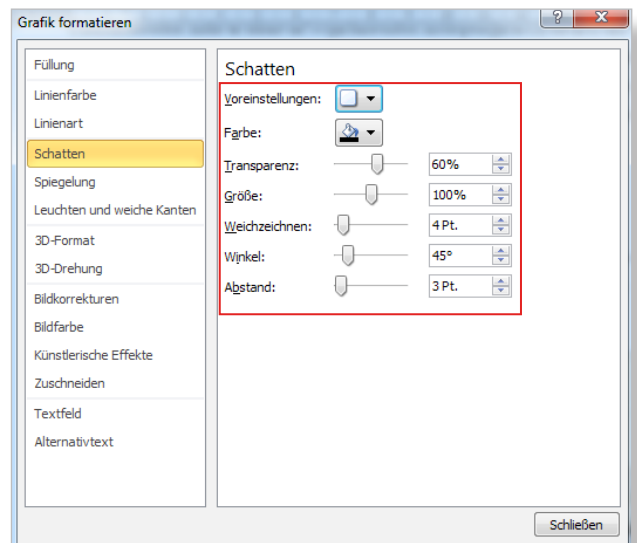 Grafik formatieren
Füllung
Linienfarbe
Linienart
Schatten
Spiegelung
Leuchten und weiche Kanten
3D-Format
3D-Drehung
Bildkorrekturen
Bildfarbe
Künstlerische Effekte
Zuschneiden
Textfeld
Alternativtext
Schatten
Voreinstellungen:
Farbe:
Transparenz: 60%
Größe: 100%
Weichzeichnen: 4 Pt.
Winkel: 45°
Abstand: 3 Pt.
Schließen